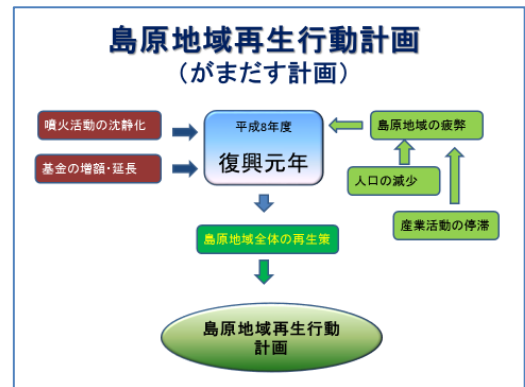 島原地域再生行動計画
（がまだす計画）
噴火活動の沈静化
基金の増額・延長
平成8年度
復興元年
島原地域の疲弊
人口の減少
産業活動の停滞
島原地域全体の再生策
島原地域再生行動
計画